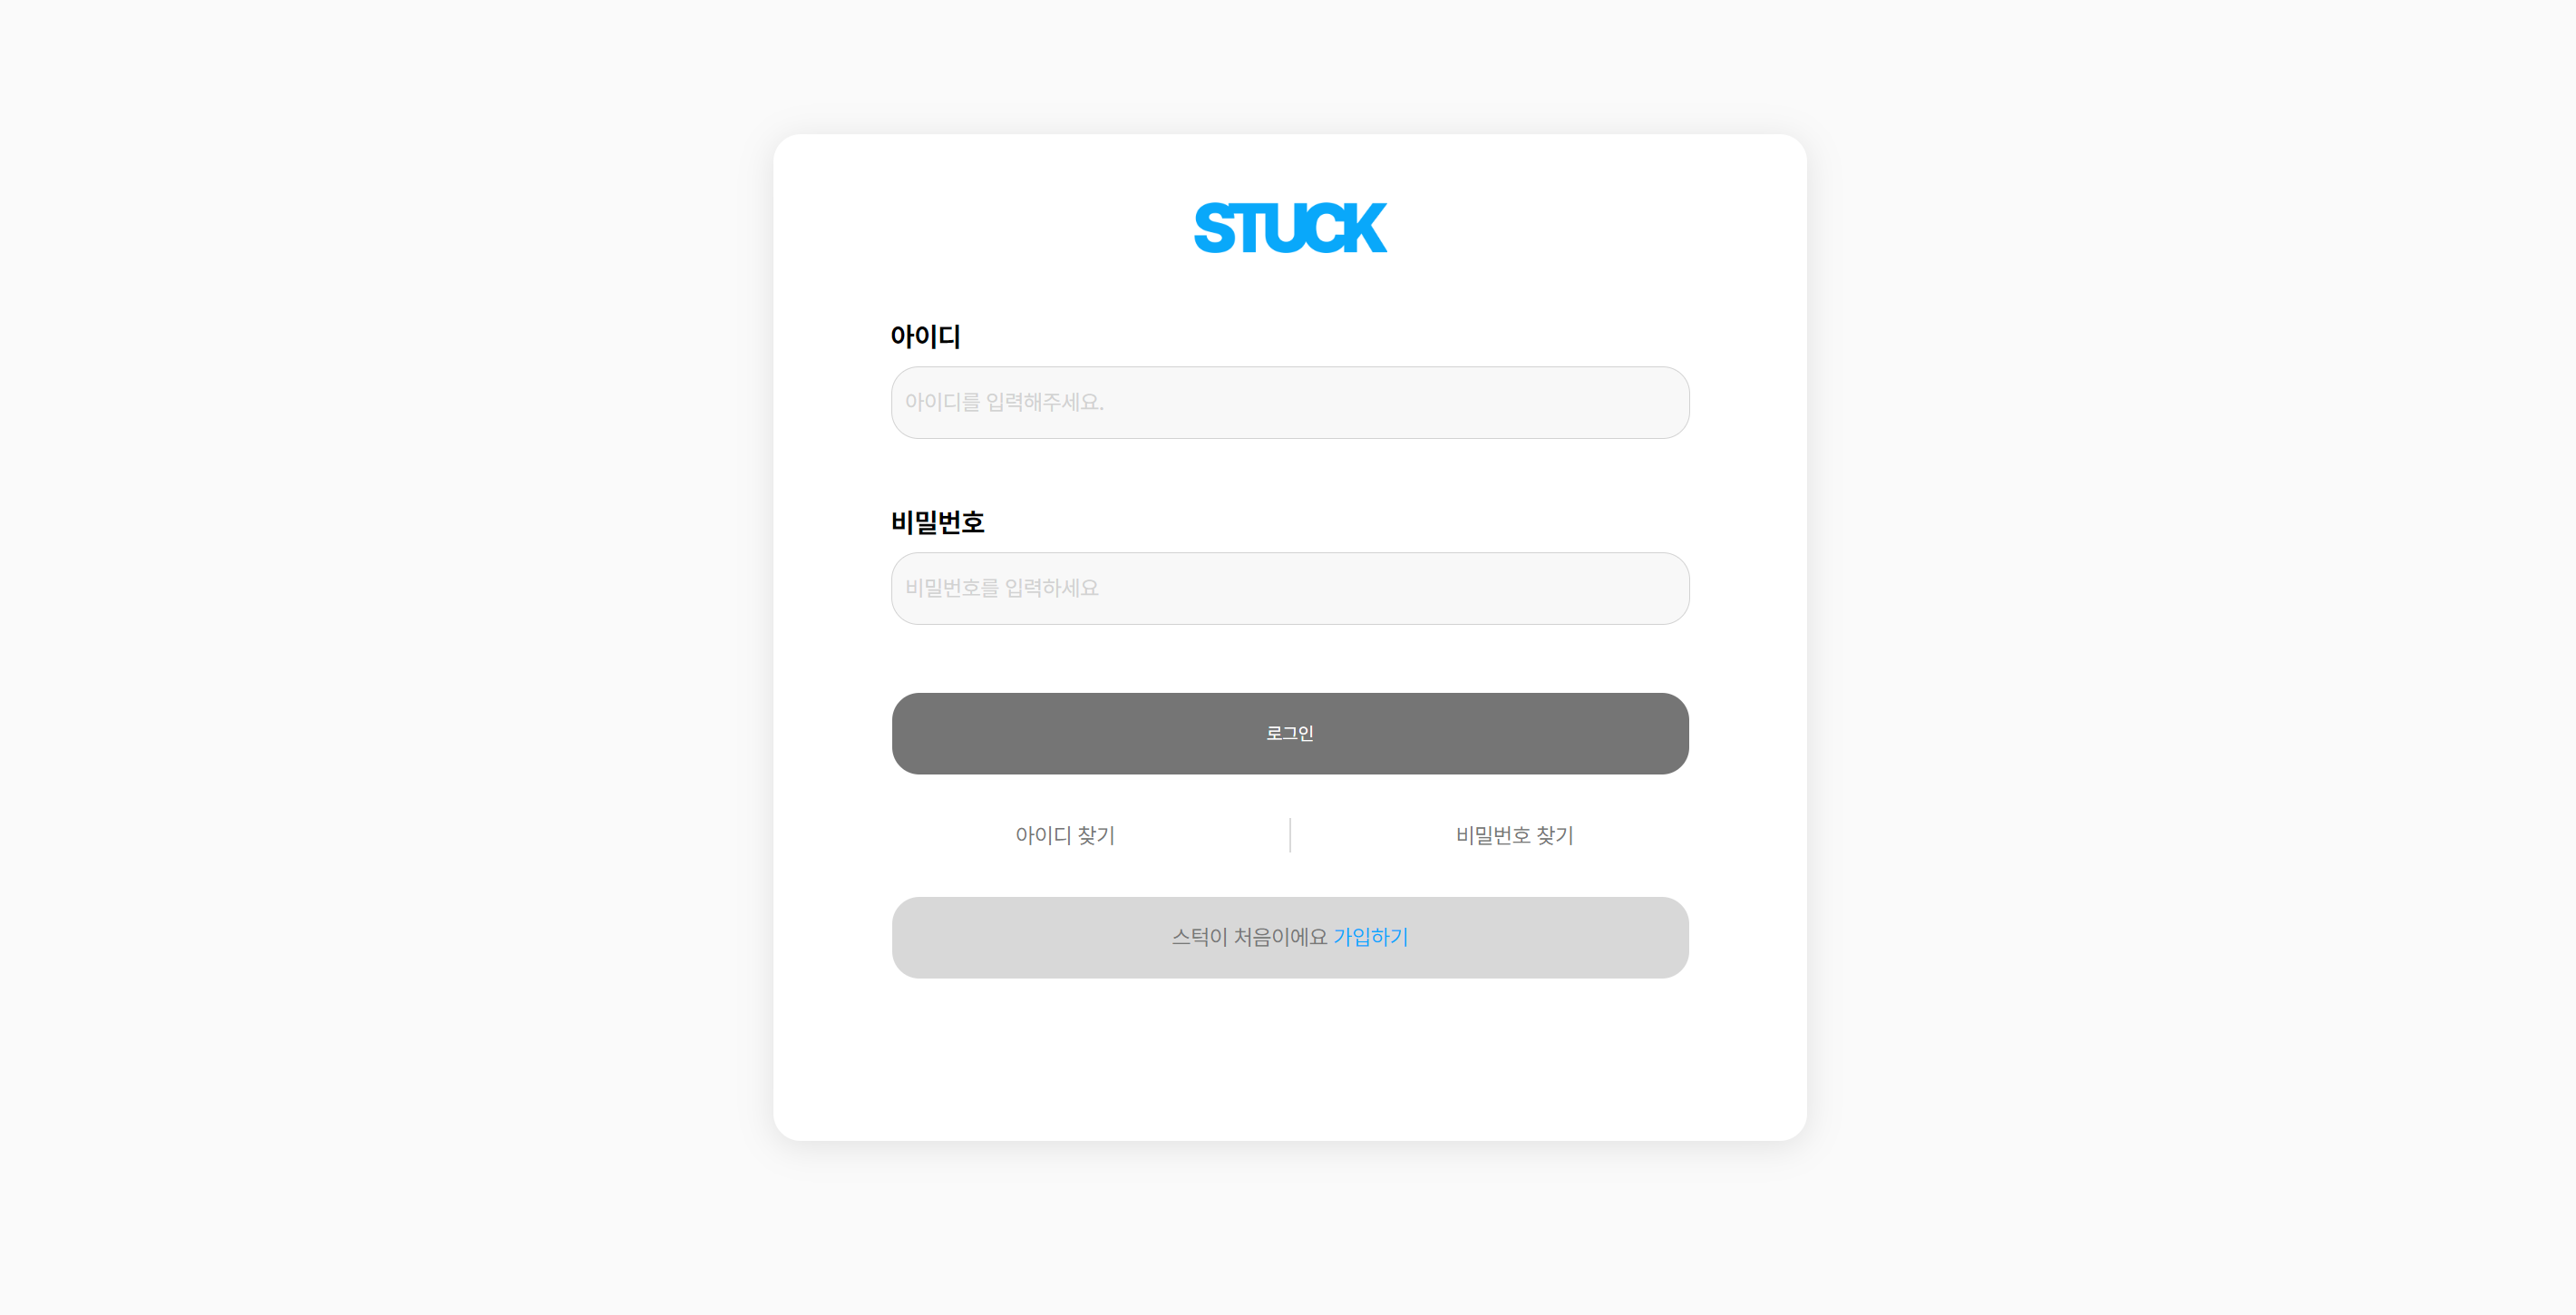 STUCK
아이디
아이디를 입력해주세요.
비밀번호
비밀번호를 입력하세요
로그인
아이디 찾기
비밀번호 찾기
스턱이 처음이에요 가입하기